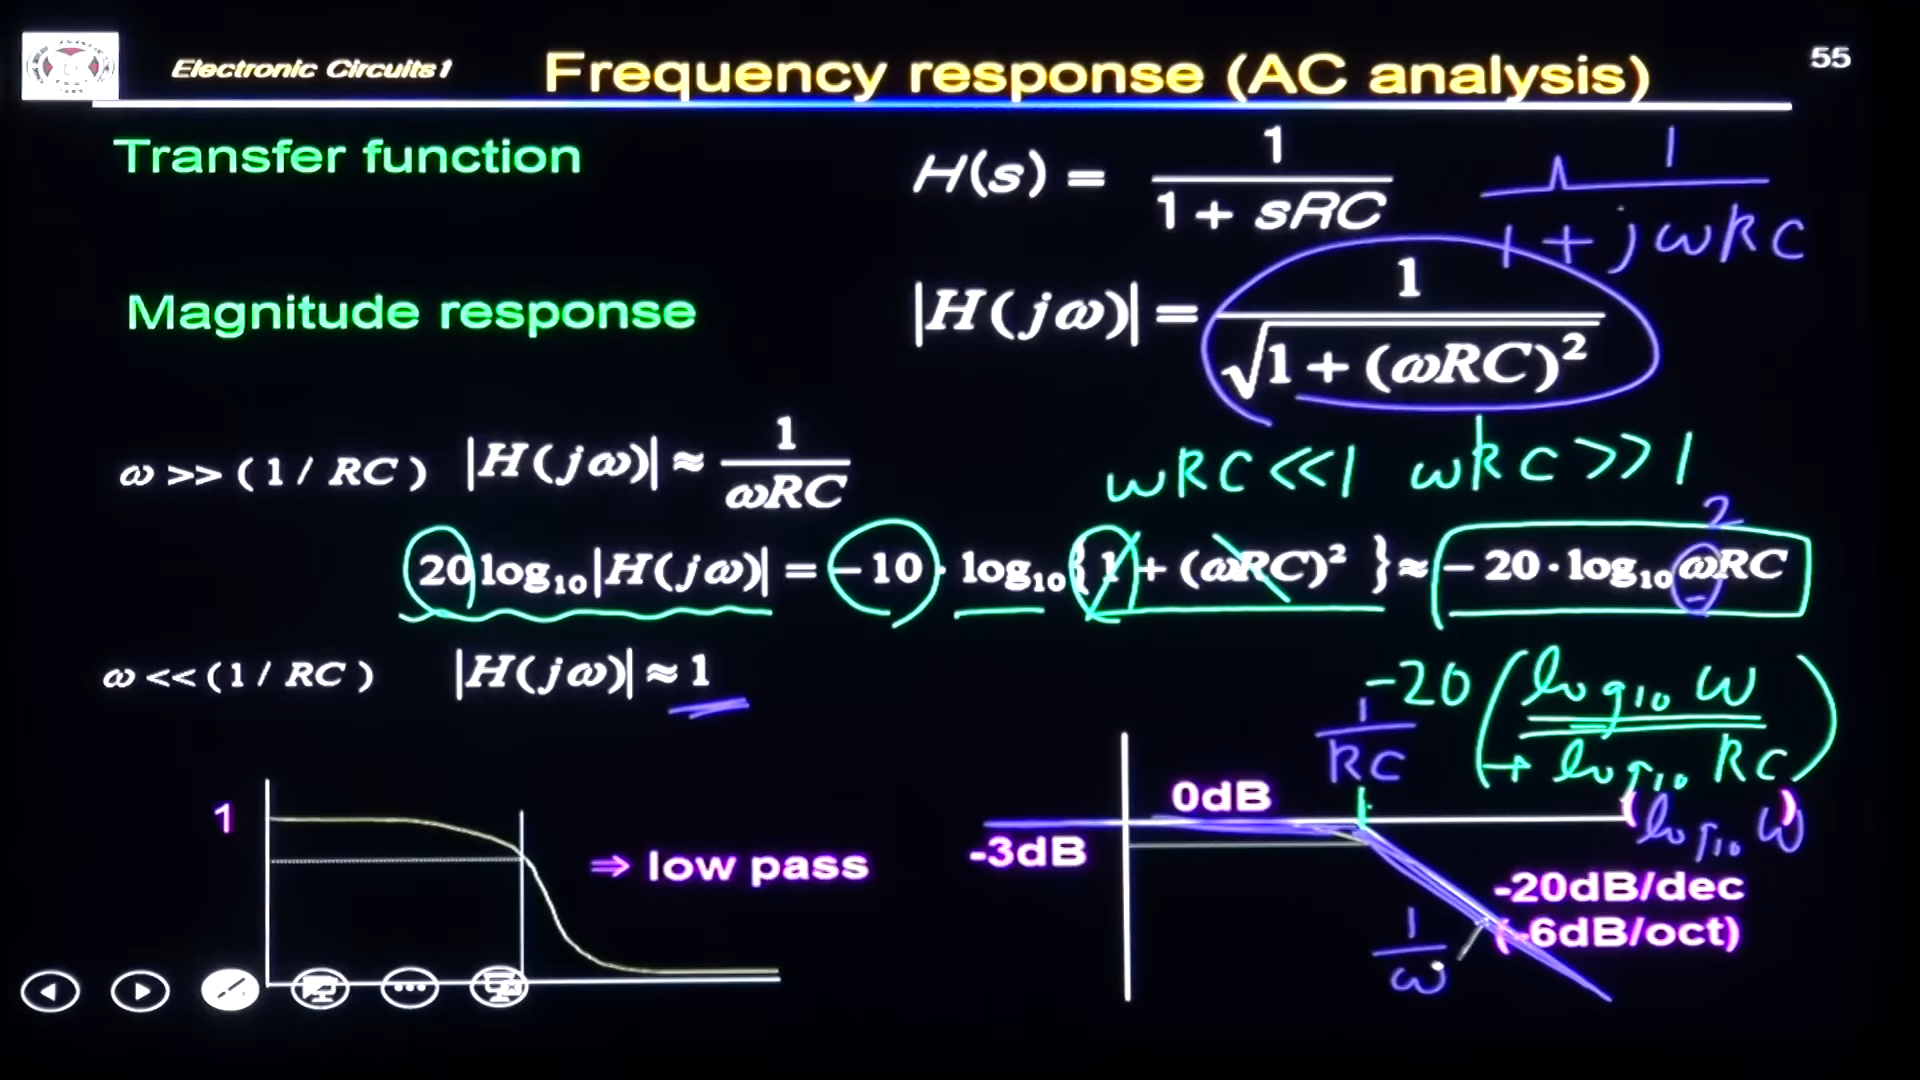 Electronic Circuits1
Frequency response (AC analysis)
55
Transfer function
H(s) = 1 / (1 + sRC)
1 / (1 + jωRC)
Magnitude response
|H(jω)| = 1 / √(1 + (ωRC)²)
ω >> (1 / RC) |H(jω)| ≈ 1 / ωRC
ωRC <<1 ωRC >> 1
2
20 log₁₀|H(jω)| = −10 · log₁₀{1 + (ωRC)² } ≈ −20 · log₁₀ ωRC
ω << (1 / RC ) |H(jω)| ≈ 1
-20 (log₁₀ ω
+ log₁₀ RC)
1 / RC
0dB
1
(log₁₀ ω)
-3dB
⇒ low pass
-20dB/dec
(-6dB/oct)
1 / ω